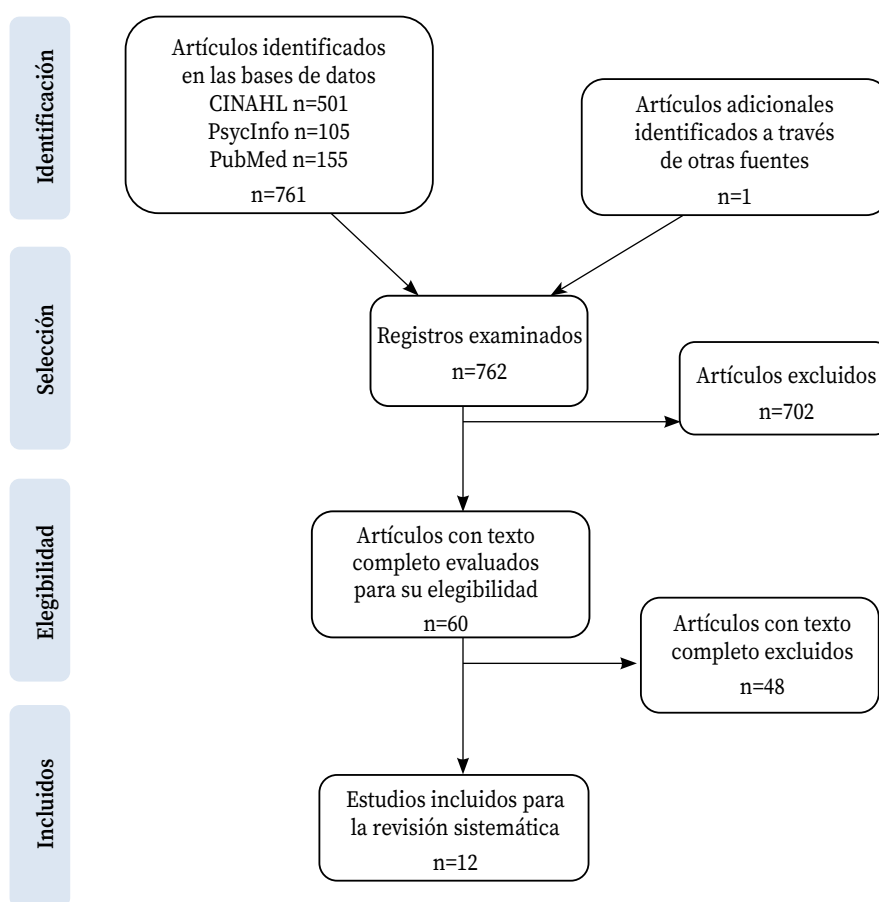 Identificación
Artículos identificados
en las bases de datos
CINAHL n=501
PsycInfo n=105
PubMed n=155
n=761
Artículos adicionales
identificados a través
de otras fuentes
n=1
Selección
Registros examinados
n=762
Artículos excluidos
n=702
Elegibilidad
Artículos con texto
completo evaluados
para su elegibilidad
n=60
Artículos con texto
completo excluidos
n=48
Incluidos
Estudios incluidos para
la revisión sistemática
n=12